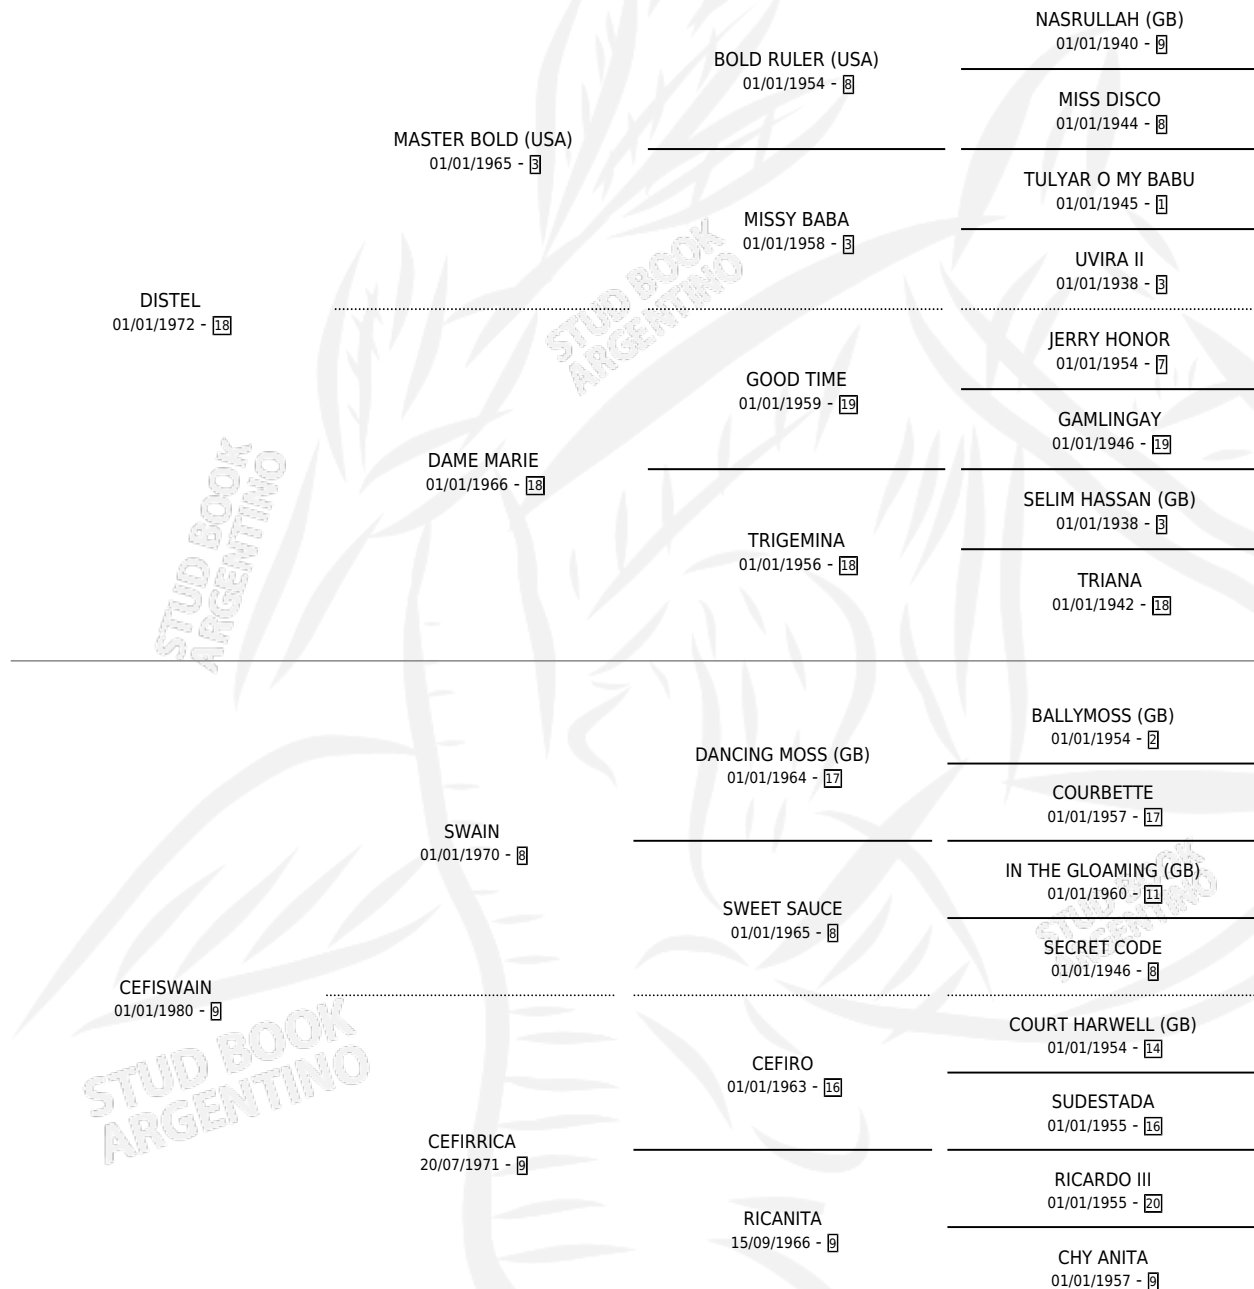 NASRULLAH (GB)
01/01/1940 - 9
BOLD RULER (USA)
01/01/1954 - 8
MISS DISCO
01/01/1944 - 8
MASTER BOLD (USA)
01/01/1965 - 3
TULYAR O MY BABU
01/01/1945 - 1
MISSY BABA
01/01/1958 - 3
UVIRA II
01/01/1938 - 3
DISTEL
01/01/1972 - 18
JERRY HONOR
01/01/1954 - 7
GOOD TIME
01/01/1959 - 19
GAMLINGAY
01/01/1946 - 19
DAME MARIE
01/01/1966 - 18
SELIM HASSAN (GB)
01/01/1938 - 3
TRIGEMINA
01/01/1956 - 18
TRIANA
01/01/1942 - 18
BALLYMOSS (GB)
01/01/1954 - 2
DANCING MOSS (GB)
01/01/1964 - 17
COURBETTE
01/01/1957 - 17
SWAIN
01/01/1970 - 8
IN THE GLOAMING (GB)
01/01/1960 - 11
SWEET SAUCE
01/01/1965 - 8
SECRET CODE
01/01/1946 - 8
CEFISWAIN
01/01/1980 - 9
COURT HARWELL (GB)
01/01/1954 - 14
CEFIRO
01/01/1963 - 16
SUDESTADA
01/01/1955 - 16
CEFIRRICA
20/07/1971 - 9
RICARDO III
01/01/1955 - 20
RICANITA
15/09/1966 - 9
CHY ANITA
01/01/1957 - 9
STUD BOOK
ARGENTINO
STUD BOOK
ARGENTINO
STUD BOOK
ARGENTINO
STUD BOOK
ARGENTINO